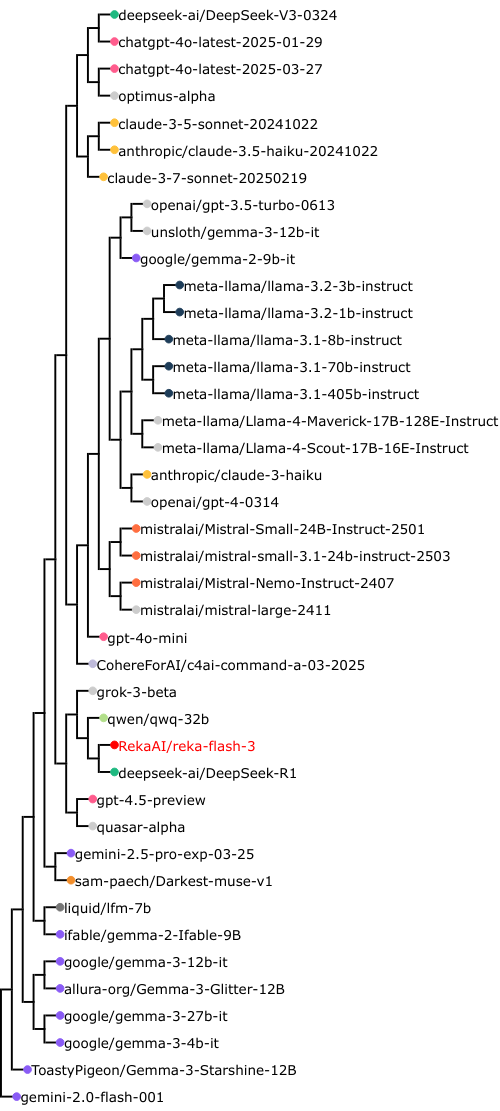 deepseek-ai/DeepSeek-V3-0324
chatgpt-4o-latest-2025-01-29
chatgpt-4o-latest-2025-03-27
optimus-alpha
claude-3-5-sonnet-20241022
anthropic/claude-3.5-haiku-20241022
claude-3-7-sonnet-20250219
openai/gpt-3.5-turbo-0613
unsloth/gemma-3-12b-it
google/gemma-2-9b-it
meta-llama/llama-3.2-3b-instruct
meta-llama/llama-3.2-1b-instruct
meta-llama/llama-3.1-8b-instruct
meta-llama/llama-3.1-70b-instruct
meta-llama/llama-3.1-405b-instruct
meta-llama/Llama-4-Maverick-17B-128E-Instruct
meta-llama/Llama-4-Scout-17B-16E-Instruct
anthropic/claude-3-haiku
openai/gpt-4-0314
mistralai/Mistral-Small-24B-Instruct-2501
mistralai/mistral-small-3.1-24b-instruct-2503
mistralai/Mistral-Nemo-Instruct-2407
mistralai/mistral-large-2411
gpt-4o-mini
CohereForAI/c4ai-command-a-03-2025
grok-3-beta
qwen/qwq-32b
RekaAI/reka-flash-3
deepseek-ai/DeepSeek-R1
gpt-4.5-preview
quasar-alpha
gemini-2.5-pro-exp-03-25
sam-paech/Darkest-muse-v1
liquid/lfm-7b
ifable/gemma-2-Ifable-9B
google/gemma-3-12b-it
allura-org/Gemma-3-Glitter-12B
google/gemma-3-27b-it
google/gemma-3-4b-it
ToastyPigeon/Gemma-3-Starshine-12B
gemini-2.0-flash-001